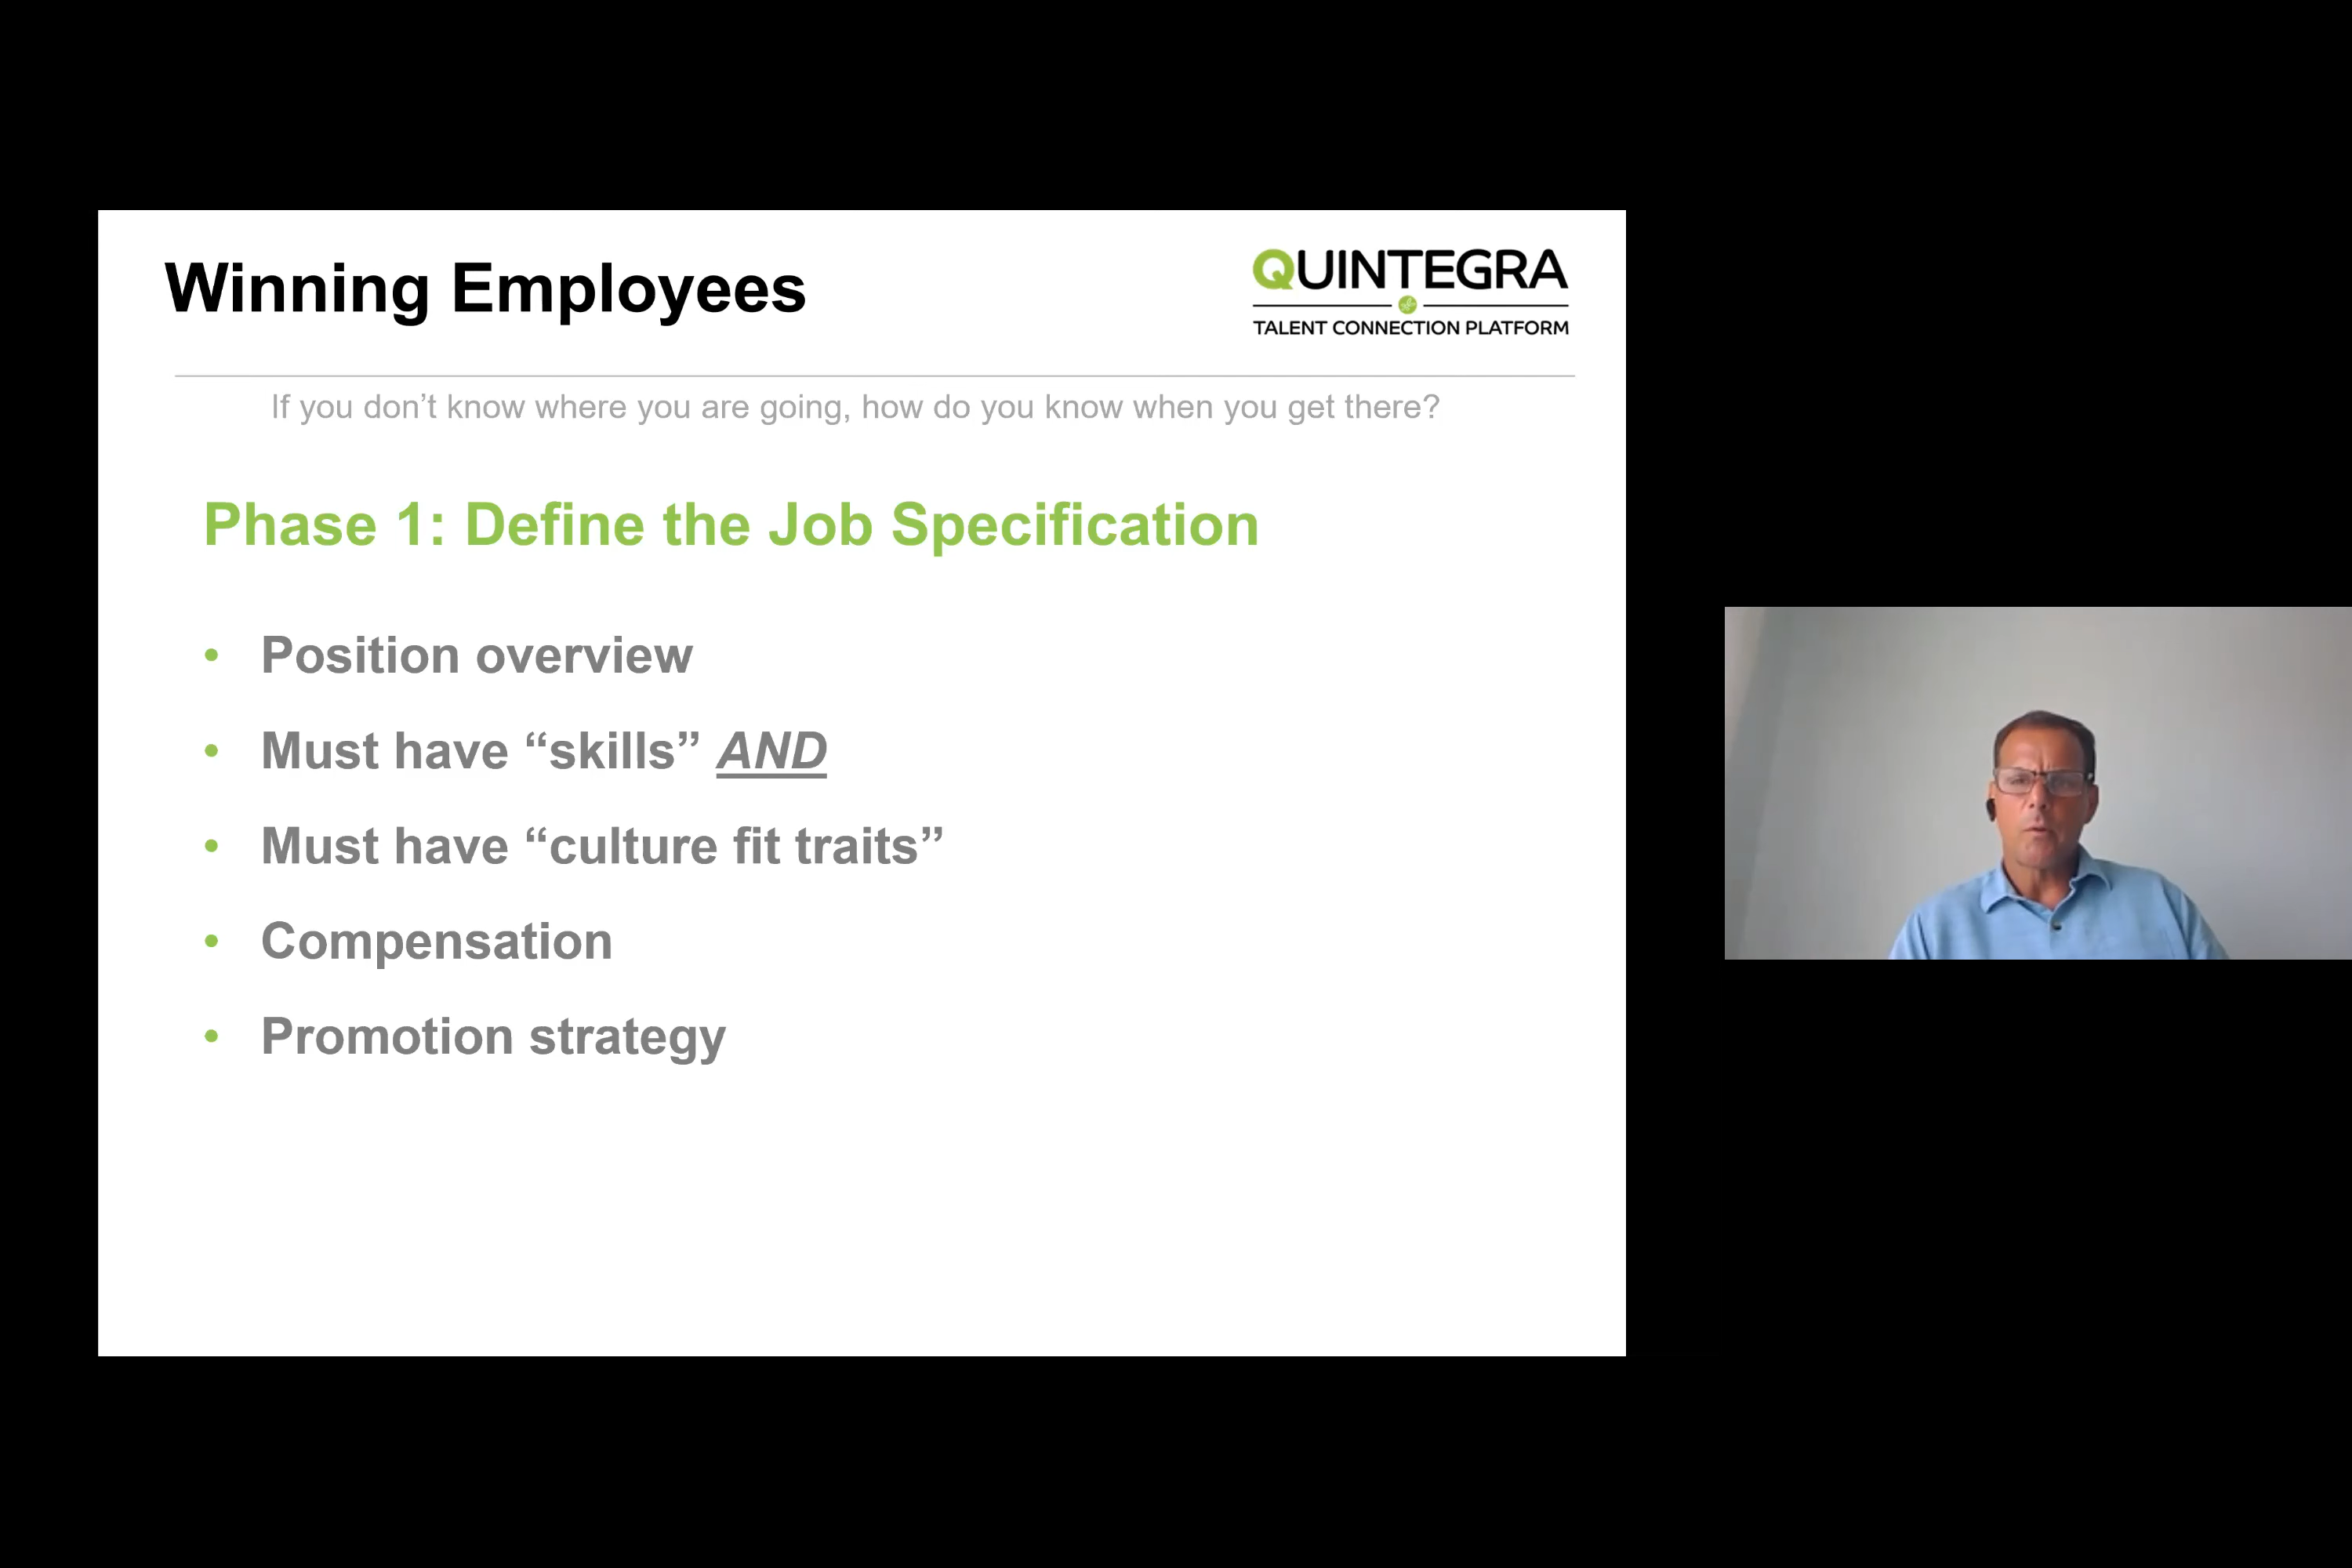 Winning Employees
QUINTEGRA
TALENT CONNECTION PLATFORM
If you don’t know where you are going, how do you know when you get there?
Phase 1: Define the Job Specification
• Position overview
• Must have “skills” AND
• Must have “culture fit traits”
• Compensation
• Promotion strategy